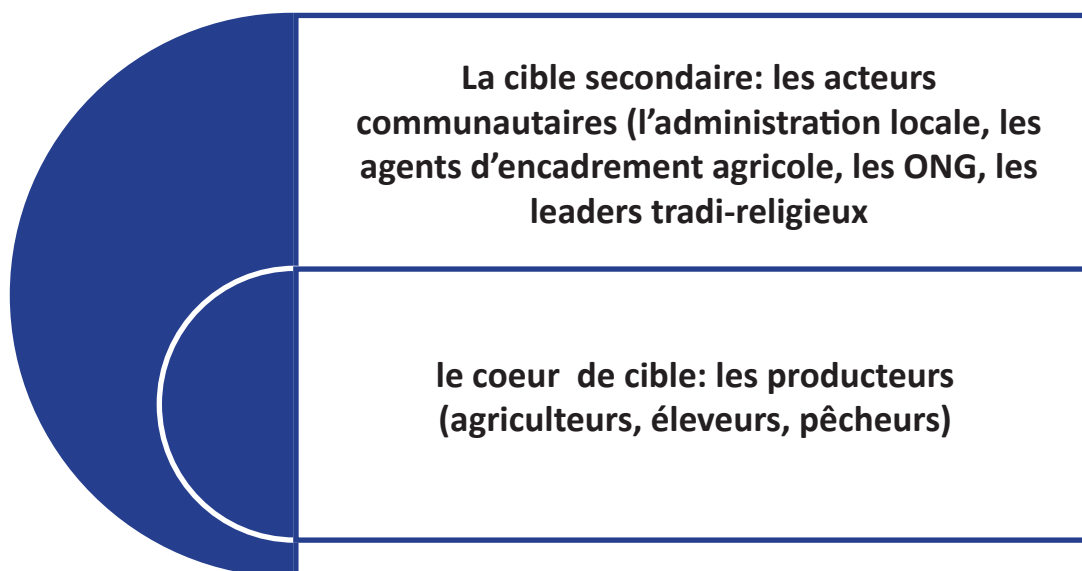 La cible secondaire: les acteurs
communautaires (l’administration locale, les
agents d’encadrement agricole, les ONG, les
leaders tradi-religieux
le coeur  de cible: les producteurs
(agriculteurs, éleveurs, pêcheurs)